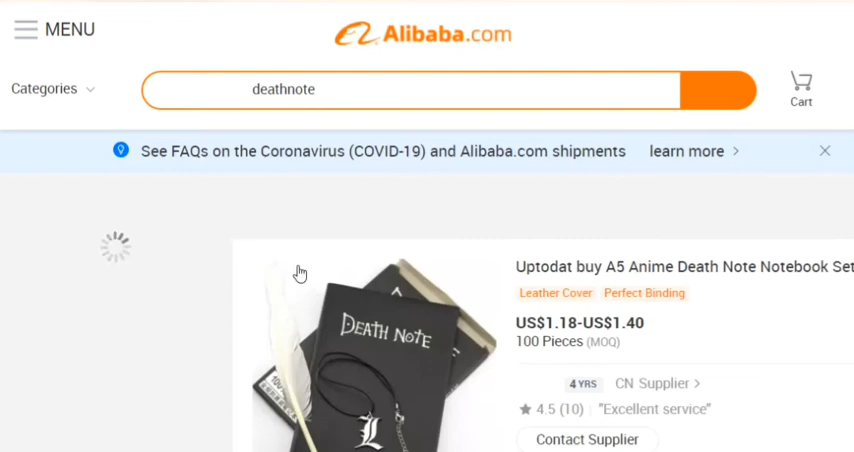 MENU
Alibaba.com
Categories
deathnote
Cart
See FAQs on the Coronavirus (COVID-19) and Alibaba.com shipments learn more
Uptodat buy A5 Anime Death Note Notebook Set
Leather Cover Perfect Binding
US$1.18-US$1.40
100 Pieces (MOQ)
4 YRS CN Supplier
4.5 (10) "Excellent service"
Contact Supplier
DEATH NOTE
L